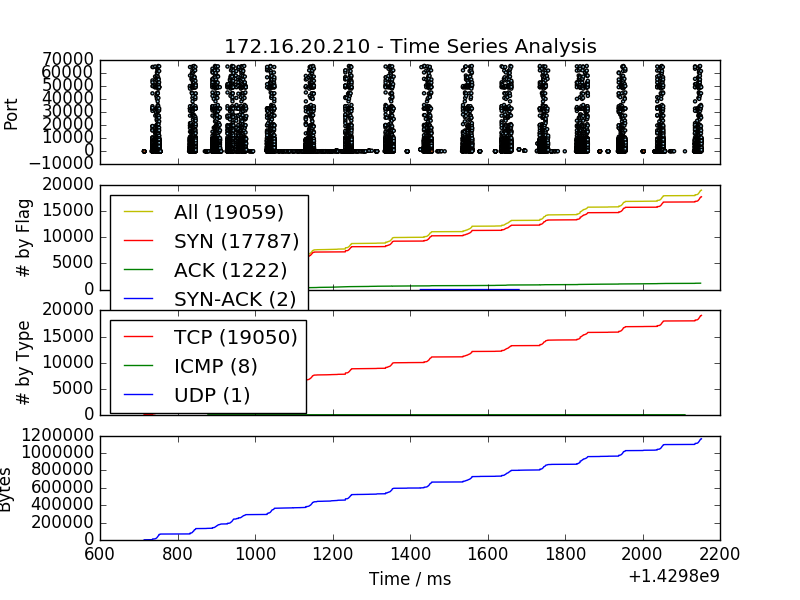 172.16.20.210 - Time Series Analysis
70000
60000
50000
40000
30000
20000
10000
0
−10000
Port
20000
15000
10000
5000
0
# by Flag
All (19059)
SYN (17787)
ACK (1222)
SYN-ACK (2)
20000
15000
10000
5000
0
# by Type
TCP (19050)
ICMP (8)
UDP (1)
1200000
1000000
800000
600000
400000
200000
0
Bytes
600 800 1000 1200 1400 1600 1800 2000 2200
Time / ms
+1.4298e9